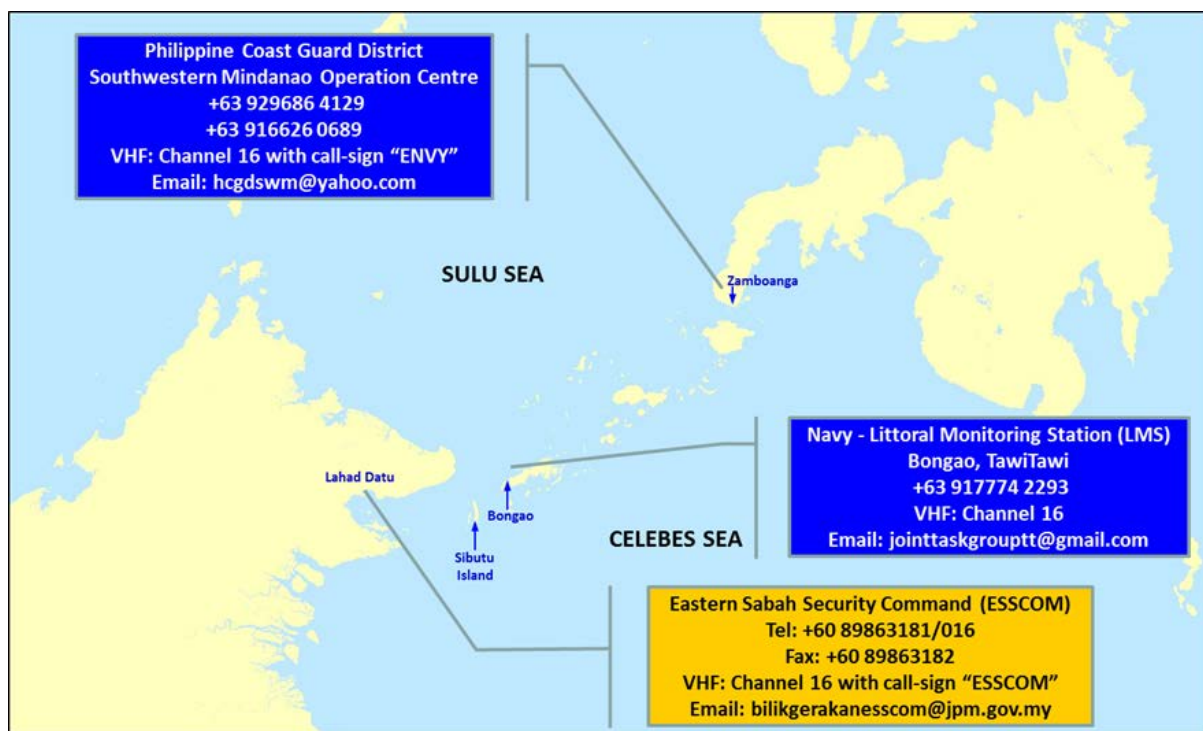 Philippine Coast Guard District
Southwestern Mindanao Operation Centre
+63 929686 4129
+63 916626 0689
VHF: Channel 16 with call-sign “ENVY”
Email: hcgdswm@yahoo.com
SULU SEA
Zamboanga
Navy - Littoral Monitoring Station (LMS)
Bongao, TawiTawi
+63 917774 2293
VHF: Channel 16
Email: jointtaskgrouptt@gmail.com
Lahad Datu
Bongao
CELEBES SEA
Sibutu
Island
Eastern Sabah Security Command (ESSCOM)
Tel: +60 89863181/016
Fax: +60 89863182
VHF: Channel 16 with call-sign “ESSCOM”
Email: bilikgerakanesscom@jpm.gov.my